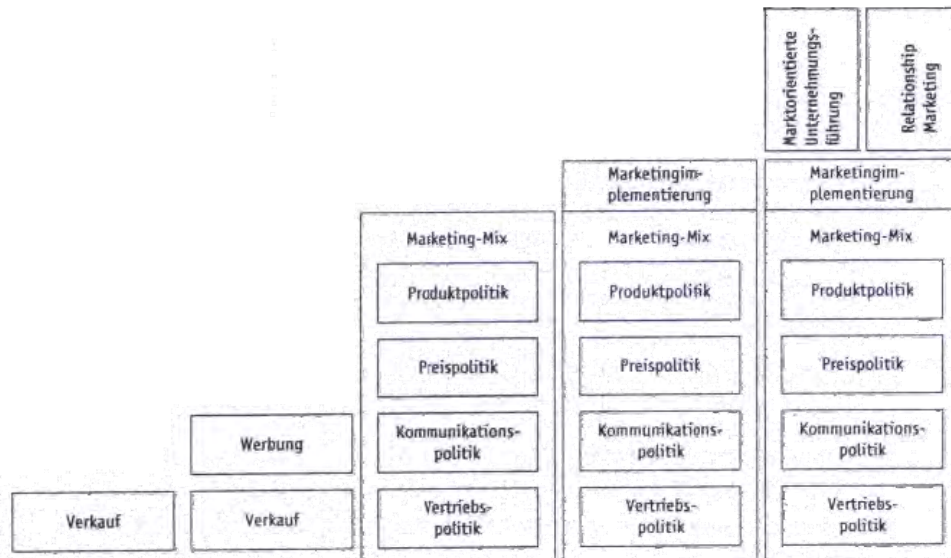 Marktorientierte
Unternehmungs-
führung
Relationship
Marketing
Marketingim-
plementierung
Marketingim-
plementierung
Marketing-Mix
Marketing-Mix
Marketing-Mix
Produktpolitik
Produktpolitik
Produktpolitik
Preispolitik
Preispolitik
Preispolitik
Werbung
Kommunikations-
politik
Kommunikations-
politik
Kommunikations-
politik
Verkauf
Verkauf
Vertriebs-
politik
Vertriebs-
politik
Vertriebs-
politik